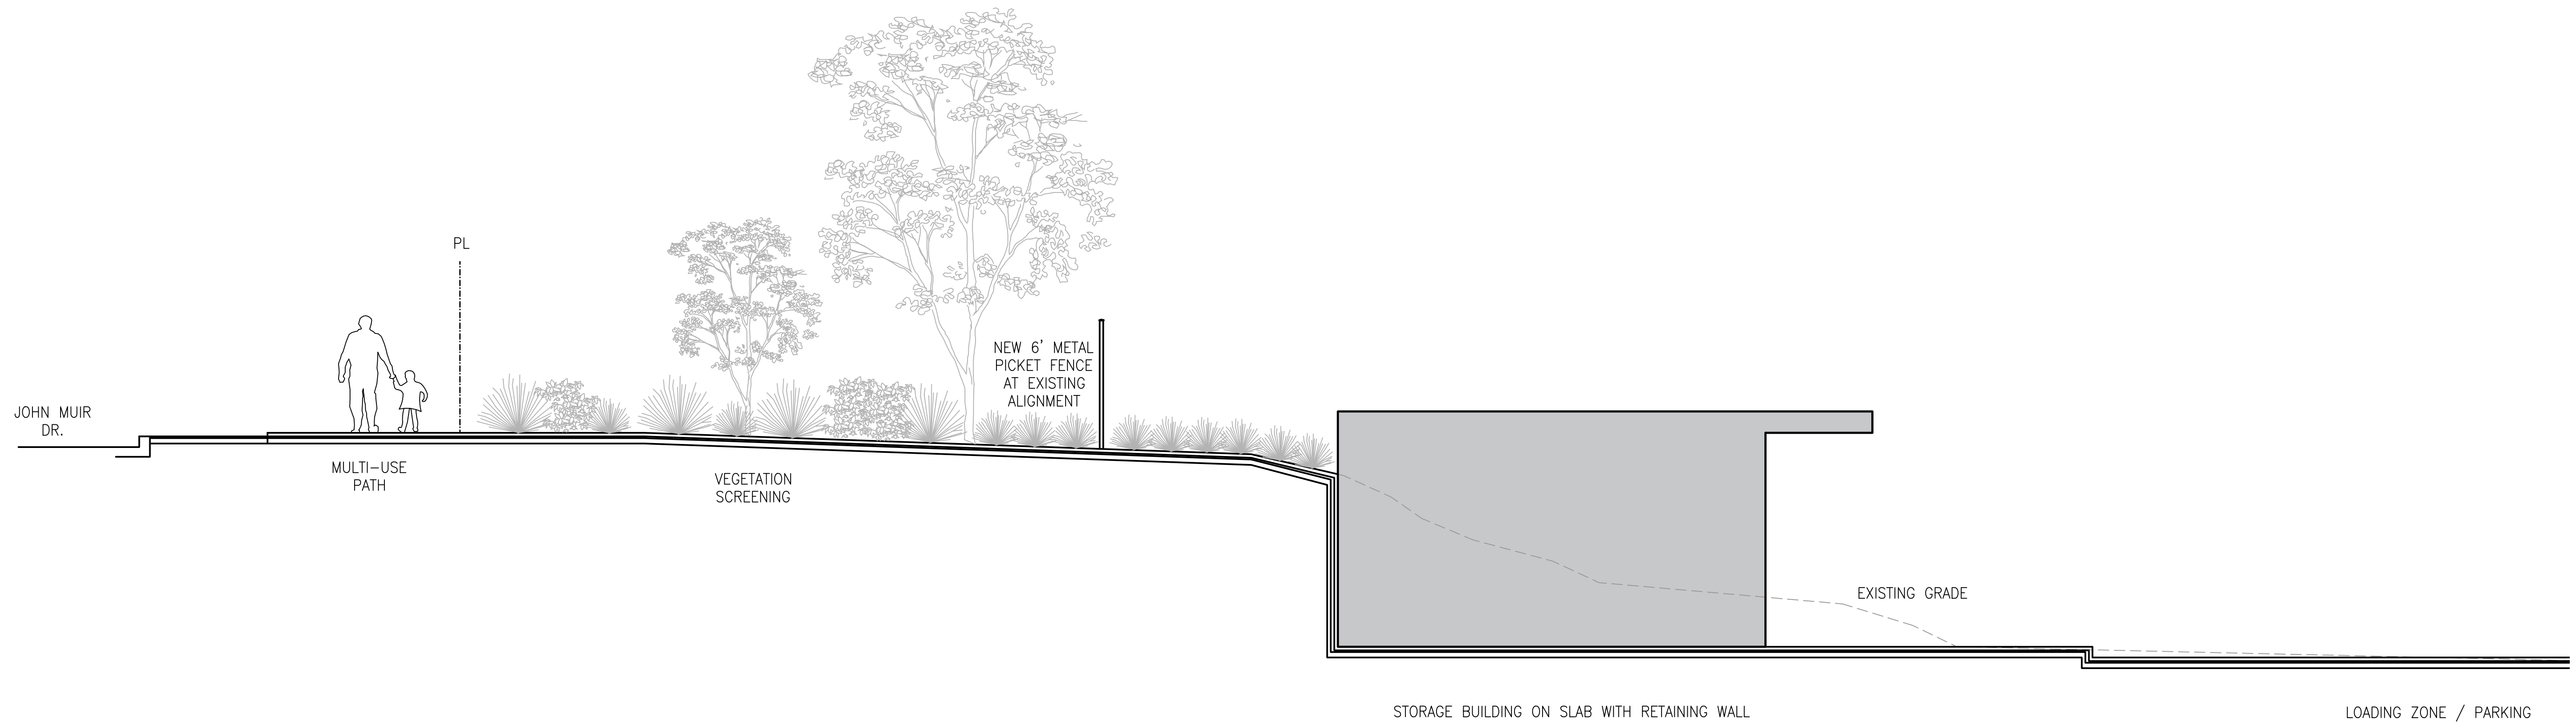 PL
NEW 6' METAL
PICKET FENCE
AT EXISTING
ALIGNMENT
JOHN MUIR
DR.
MULTI-USE
PATH
VEGETATION
SCREENING
EXISTING GRADE
STORAGE BUILDING ON SLAB WITH RETAINING WALL
LOADING ZONE / PARKING